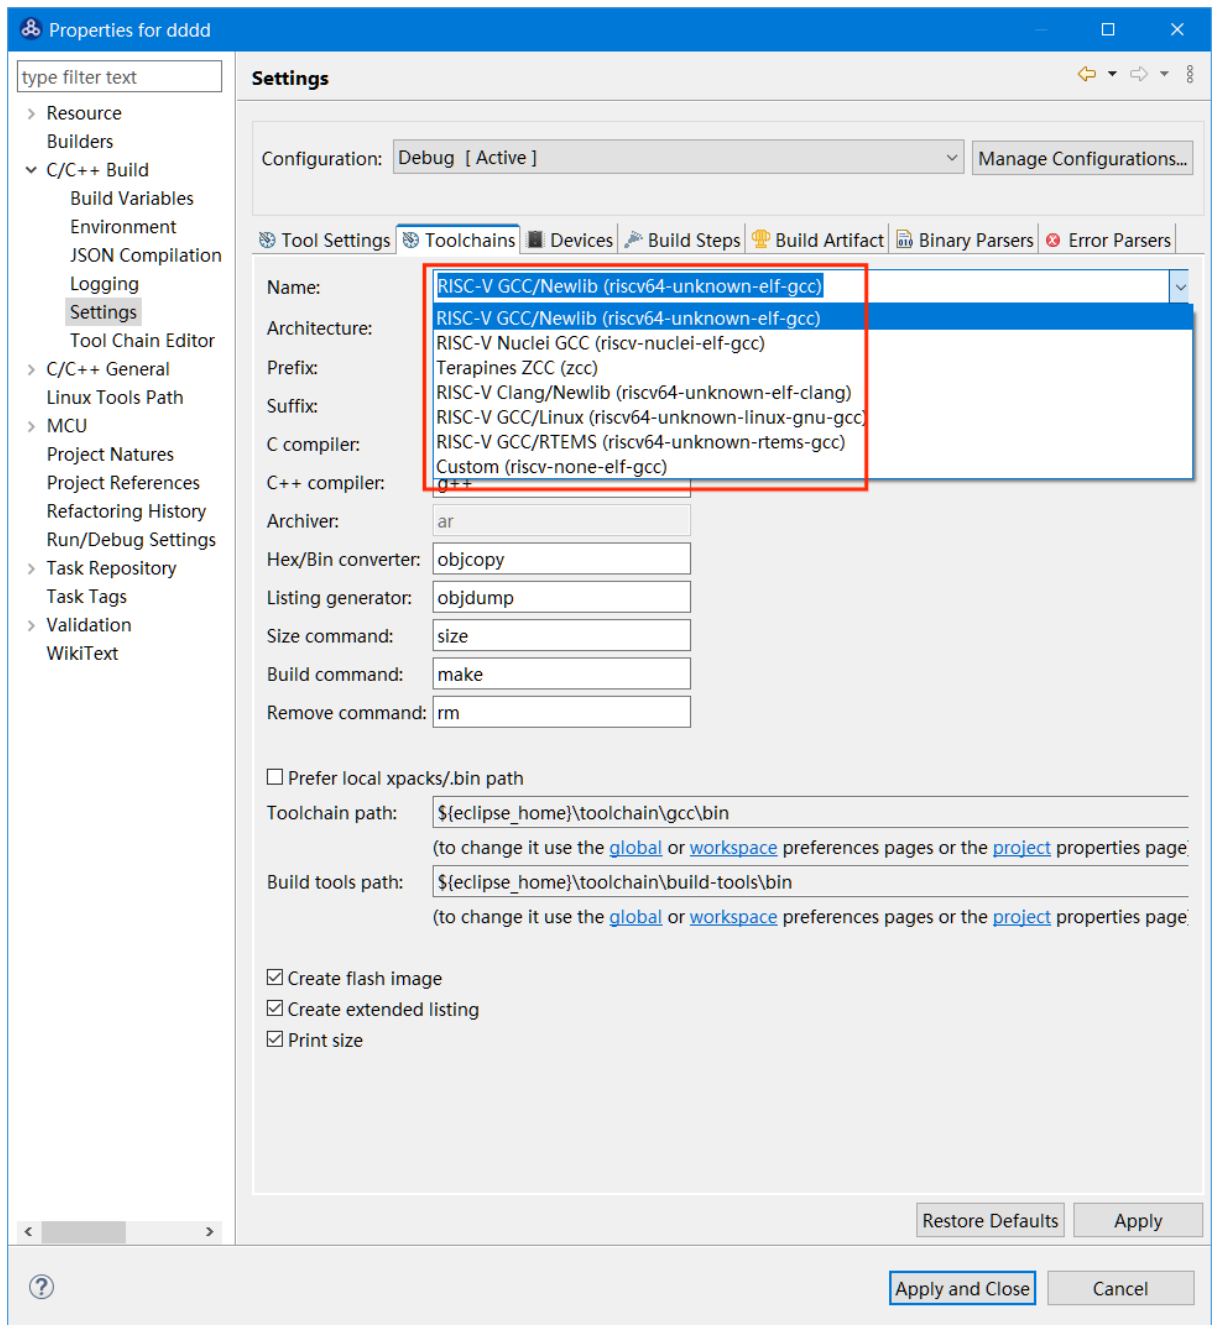 Properties for dddd
type filter text
Resource
Builders
C/C++ Build
Build Variables
Environment
JSON Compilation
Logging
Settings
Tool Chain Editor
C/C++ General
Linux Tools Path
MCU
Project Natures
Project References
Refactoring History
Run/Debug Settings
Task Repository
Task Tags
Validation
WikiText
Settings
Configuration: Debug [ Active ] Manage Configurations...
Tool Settings Toolchains Devices Build Steps Build Artifact Binary Parsers Error Parsers
Name: RISC-V GCC/Newlib (riscv64-unknown-elf-gcc)
RISC-V GCC/Newlib (riscv64-unknown-elf-gcc)
Architecture:
RISC-V Nuclei GCC (riscv-nuclei-elf-gcc)
Prefix: Terapines ZCC (zcc)
RISC-V Clang/Newlib (riscv64-unknown-elf-clang)
Suffix:
RISC-V GCC/Linux (riscv64-unknown-linux-gnu-gcc)
C compiler: RISC-V GCC/RTEMS (riscv64-unknown-rtems-gcc)
Custom (riscv-none-elf-gcc)
C++ compiler: g++
Archiver: ar
Hex/Bin converter: objcopy
Listing generator: objdump
Size command: size
Build command: make
Remove command: rm
Prefer local xpacks/.bin path
Toolchain path: ${eclipse_home}\toolchain\gcc\bin
(to change it use the global or workspace preferences pages or the project properties page)
Build tools path: ${eclipse_home}\toolchain\build-tools\bin
(to change it use the global or workspace preferences pages or the project properties page)
Create flash image
Create extended listing
Print size
Restore Defaults Apply
Apply and Close Cancel